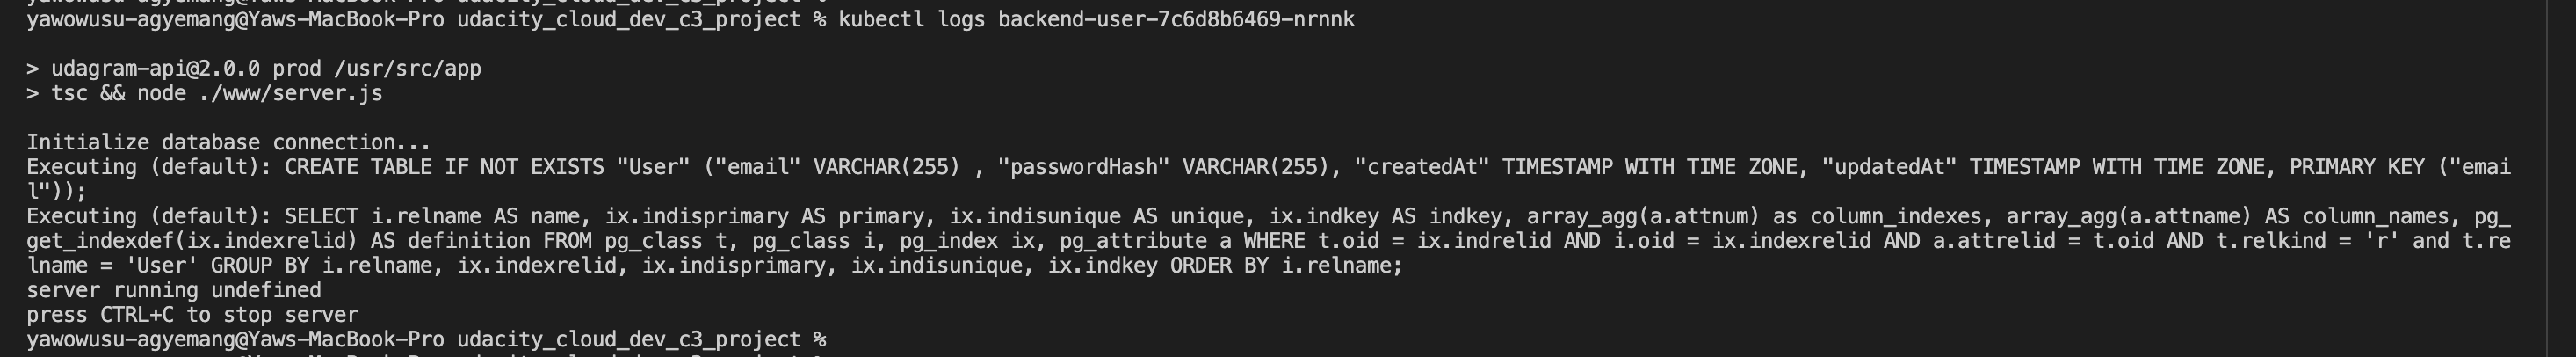 yawowusu-agyemang@Yaws-MacBook-Pro udacity_cloud_dev_c3_project % kubectl logs backend-user-7c6d8b6469-nrnnk
> udagram-api@2.0.0 prod /usr/src/app
> tsc && node ./www/server.js
Initialize database connection...
Executing (default): CREATE TABLE IF NOT EXISTS "User" ("email" VARCHAR(255) , "passwordHash" VARCHAR(255), "createdAt" TIMESTAMP WITH TIME ZONE, "updatedAt" TIMESTAMP WITH TIME ZONE, PRIMARY KEY ("emai
l"));
Executing (default): SELECT i.relname AS name, ix.indisprimary AS primary, ix.indisunique AS unique, ix.indkey AS indkey, array_agg(a.attnum) as column_indexes, array_agg(a.attname) AS column_names, pg_
get_indexdef(ix.indexrelid) AS definition FROM pg_class t, pg_class i, pg_index ix, pg_attribute a WHERE t.oid = ix.indrelid AND i.oid = ix.indexrelid AND a.attrelid = t.oid AND t.relkind = 'r' and t.re
lname = 'User' GROUP BY i.relname, ix.indexrelid, ix.indisprimary, ix.indisunique, ix.indkey ORDER BY i.relname;
server running undefined
press CTRL+C to stop server
yawowusu-agyemang@Yaws-MacBook-Pro udacity_cloud_dev_c3_project %